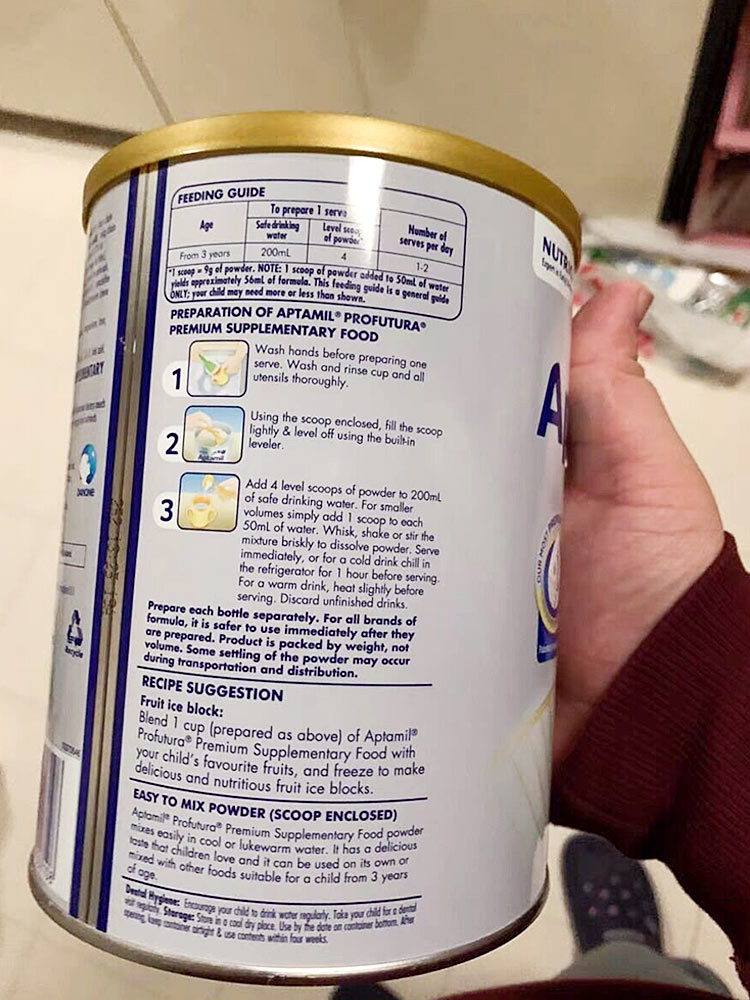 FEEDING GUIDE
To prepare 1 serve
Age
Safe drinking
water
Level scoop
of powder*
Number of
serves per day
From 3 years
200mL
4
1-2
*1 scoop = 9g of powder. NOTE: 1 scoop of powder added to 50mL of water
yields approximately 56mL of formula. This feeding guide is a general guide
ONLY; your child may need more or less than shown.
PREPARATION OF APTAMIL® PROFUTURA®
PREMIUM SUPPLEMENTARY FOOD
1
Wash hands before preparing one
serve. Wash and rinse cup and all
utensils thoroughly.
2
Aptamil
Using the scoop enclosed, fill the scoop
lightly & level off using the built-in
leveler.
3
Add 4 level scoops of powder to 200mL
of safe drinking water. For smaller
volumes simply add 1 scoop to each
50mL of water. Whisk, shake or stir the
mixture briskly to dissolve powder. Serve
immediately, or for a cold drink chill in
the refrigerator for 1 hour before serving.
For a warm drink, heat slightly before
serving. Discard unfinished drinks.
Prepare each bottle separately. For all brands of
formula, it is safer to use immediately after they
are prepared. Product is packed by weight, not
volume. Some settling of the powder may occur
during transportation and distribution.
RECIPE SUGGESTION
Fruit ice block:
Blend 1 cup (prepared as above) of Aptamil®
Profutura® Premium Supplementary Food with
your child's favourite fruits, and freeze to make
delicious and nutritious fruit ice blocks.
EASY TO MIX POWDER (SCOOP ENCLOSED)
Aptamil® Profutura® Premium Supplementary Food powder
mixes easily in cool or lukewarm water. It has a delicious
taste that children love and it can be used on its own or
mixed with other foods suitable for a child from 3 years
of age.
Dental Hygiene: Encourage your child to drink water regularly. Take your child for a dental
visit regularly. Storage: Store in a cool dry place. Use by the date on container bottom. After
opening, keep container airtight & use contents within four weeks.
DANONE
Recycle
NUTRI
A
OUR MOST